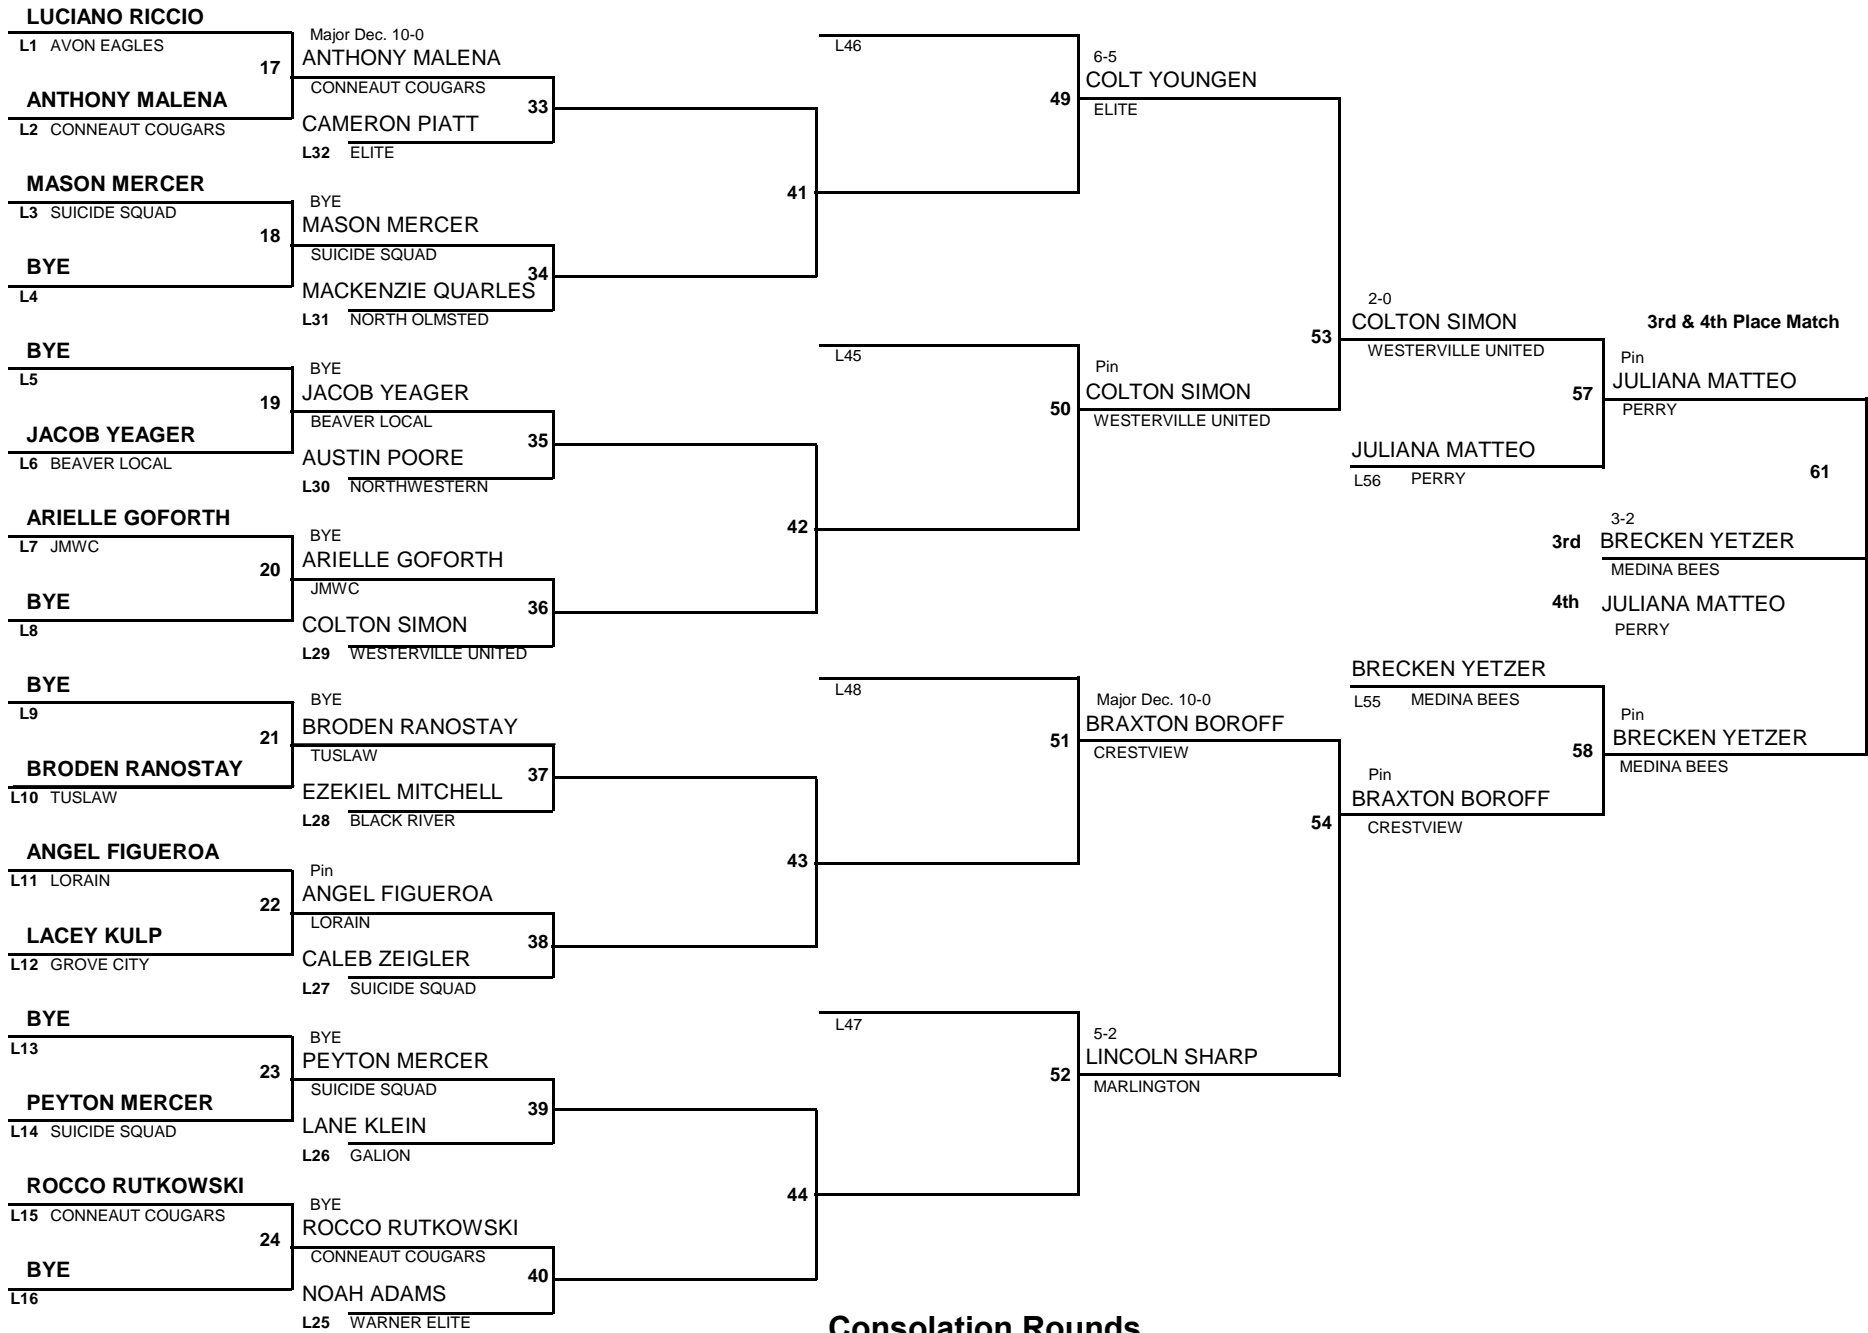 LUCIANO RICCIO
L1 AVON EAGLES
17
ANTHONY MALENA
L2 CONNEAUT COUGARS
MASON MERCER
L3 SUICIDE SQUAD
18
BYE
L4
BYE
L5
19
JACOB YEAGER
L6 BEAVER LOCAL
ARIELLE GOFORTH
L7 JMWC
20
BYE
L8
BYE
L9
21
BRODEN RANOSTAY
L10 TUSLAW
ANGEL FIGUEROA
L11 LORAIN
22
LACEY KULP
L12 GROVE CITY
BYE
L13
23
PEYTON MERCER
L14 SUICIDE SQUAD
ROCCO RUTKOWSKI
L15 CONNEAUT COUGARS
24
BYE
L16
Major Dec. 10-0
ANTHONY MALENA
CONNEAUT COUGARS
33
CAMERON PIATT
L32 ELITE
BYE
MASON MERCER
SUICIDE SQUAD
34
MACKENZIE QUARLES
L31 NORTH OLMSTED
BYE
JACOB YEAGER
BEAVER LOCAL
35
AUSTIN POORE
L30 NORTHWESTERN
BYE
ARIELLE GOFORTH
JMWC
36
COLTON SIMON
L29 WESTERVILLE UNITED
BYE
BRODEN RANOSTAY
TUSLAW
37
EZEKIEL MITCHELL
L28 BLACK RIVER
Pin
ANGEL FIGUEROA
LORAIN
38
CALEB ZEIGLER
L27 SUICIDE SQUAD
BYE
PEYTON MERCER
SUICIDE SQUAD
39
LANE KLEIN
L26 GALION
BYE
ROCCO RUTKOWSKI
CONNEAUT COUGARS
40
NOAH ADAMS
L25 WARNER ELITE
41
42
43
44
L46
49
L45
50
L48
51
L47
52
6-5
COLT YOUNGEN
ELITE
Pin
COLTON SIMON
WESTERVILLE UNITED
53
Major Dec. 10-0
BRAXTON BOROFF
CRESTVIEW
54
5-2
LINCOLN SHARP
MARLINGTON
2-0
COLTON SIMON
WESTERVILLE UNITED
57
JULIANA MATTEO
L56 PERRY
BRECKEN YETZER
L55 MEDINA BEES
58
Pin
BRAXTON BOROFF
CRESTVIEW
3rd & 4th Place Match
Pin
JULIANA MATTEO
PERRY
61
3-2
3rd BRECKEN YETZER
MEDINA BEES
4th JULIANA MATTEO
PERRY
Pin
BRECKEN YETZER
MEDINA BEES
Consolation Rounds